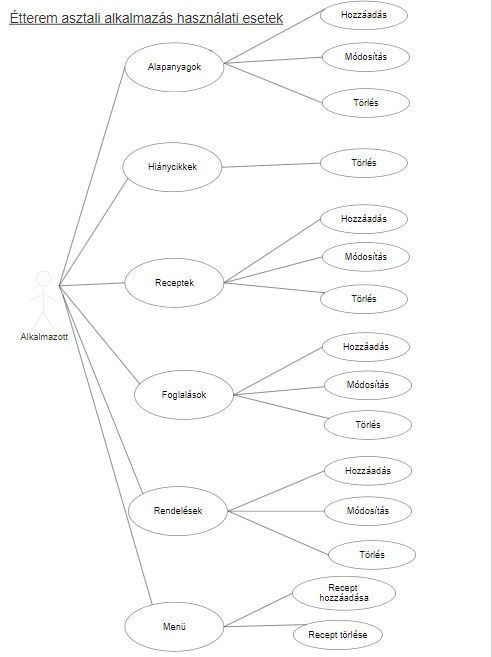 Étterem asztali alkalmazás használati esetek
Hozzáadás
Alapanyagok
Módosítás
Törlés
Hiánycikkek
Törlés
Hozzáadás
Módosítás
Receptek
Törlés
Alkalmazott
Hozzáadás
Módosítás
Foglalások
Törlés
Hozzáadás
Rendelések
Módosítás
Törlés
Recept
hozzáadása
Menü
Recept törlése